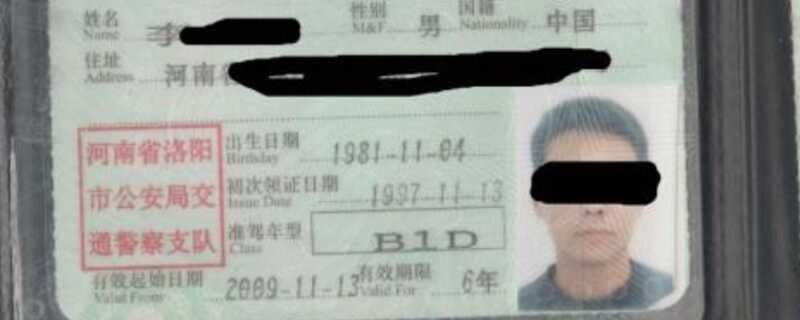 姓名 性别 男 国籍 中国
Name M&F Nationality
住址 河南省
Address
河南省洛阳 出生日期 1981-11-04
Birthday
市公安局交 初次领证日期 1997-11-13
Issue Date
通警察支队 准驾车型 B1D
Class
有效起始日期 2009-11-13 有效期限 6年
Valid From Valid For